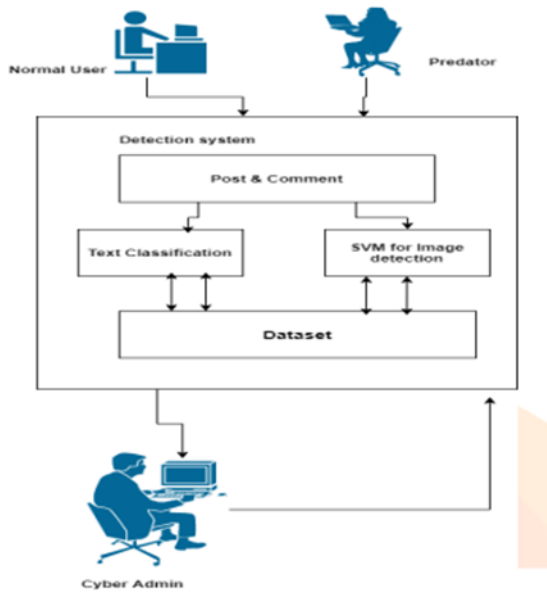 Normal User
Predator
Detection system
Post & Comment
Text Classification
SVM for Image
detection
Dataset
Cyber Admin